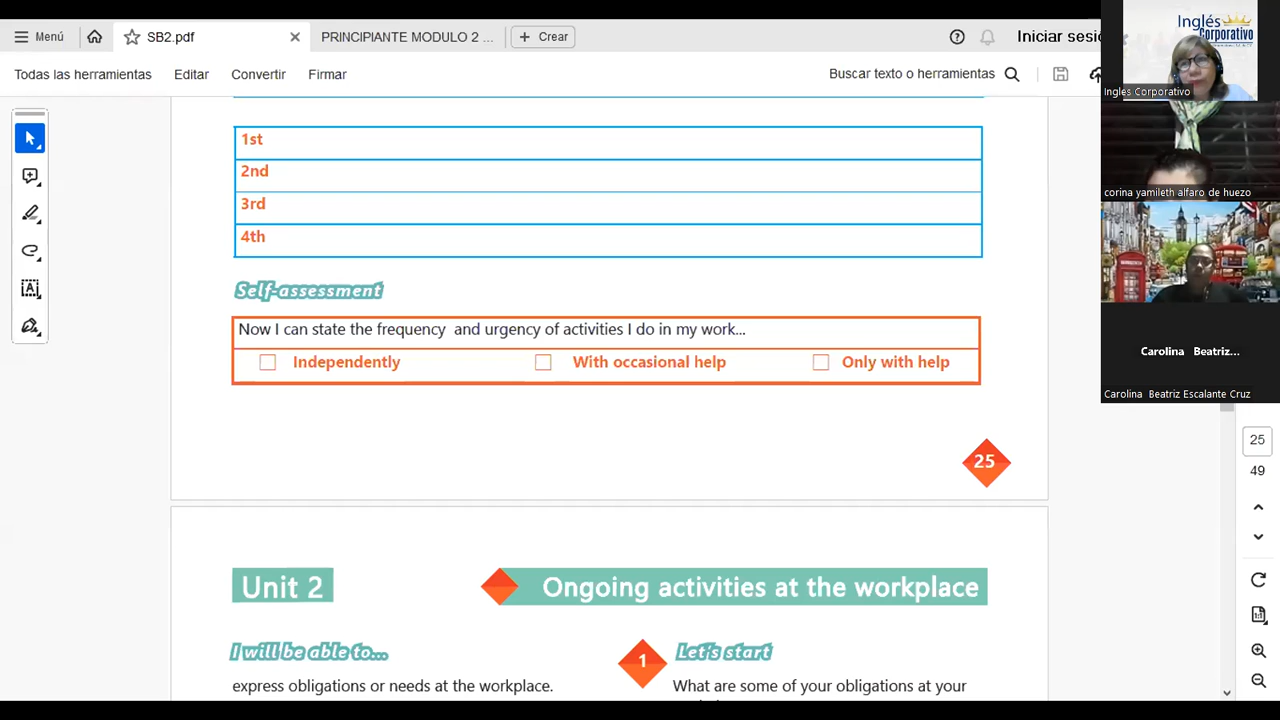 Menú
SB2.pdf
PRINCIPIANTE MODULO 2 ...
Crear
Iniciar sesió
Todas las herramientas
Editar
Convertir
Firmar
Buscar texto o herramientas
Inglés
Corporativo
Ingles Corporativo
corina yamileth alfaro de huezo
Carolina Beatriz...
Carolina Beatriz Escalante Cruz
1st
2nd
3rd
4th
Self-assessment
Now I can state the frequency and urgency of activities I do in my work...
Independently
With occasional help
Only with help
25
25
49
Unit 2
Ongoing activities at the workplace
I will be able to...
1
Let's start
express obligations or needs at the workplace.
What are some of your obligations at your